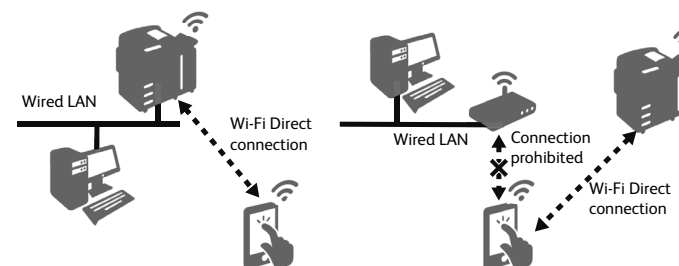 Wired LAN
Wi-Fi Direct
connection
Wired LAN
Connection
prohibited
Wi-Fi Direct
connection